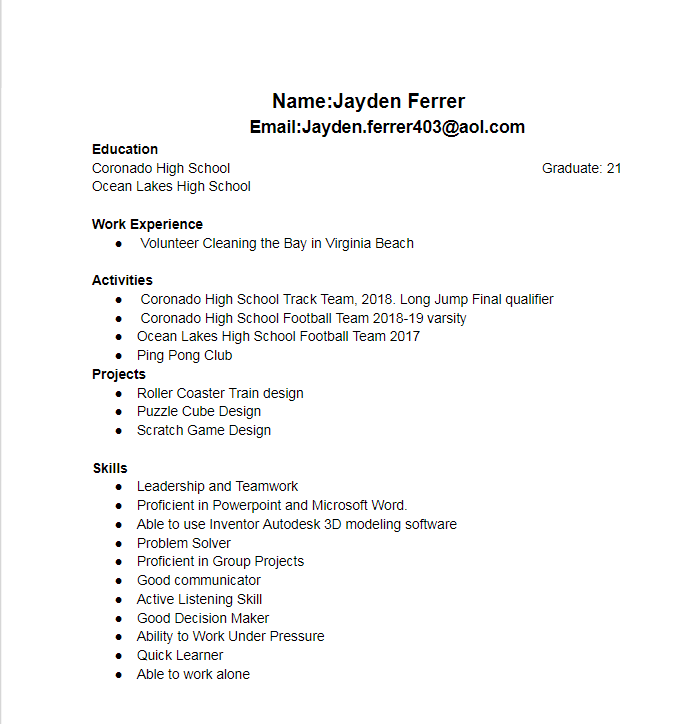 Name:Jayden Ferrer
Email:Jayden.ferrer403@aol.com
Education
Coronado High School Graduate: 21
Ocean Lakes High School
Work Experience
● Volunteer Cleaning the Bay in Virginia Beach
Activities
● Coronado High School Track Team, 2018. Long Jump Final qualifier
● Coronado High School Football Team 2018-19 varsity
● Ocean Lakes High School Football Team 2017
● Ping Pong Club
Projects
● Roller Coaster Train design
● Puzzle Cube Design
● Scratch Game Design
Skills
● Leadership and Teamwork
● Proficient in Powerpoint and Microsoft Word.
● Able to use Inventor Autodesk 3D modeling software
● Problem Solver
● Proficient in Group Projects
● Good communicator
● Active Listening Skill
● Good Decision Maker
● Ability to Work Under Pressure
● Quick Learner
● Able to work alone